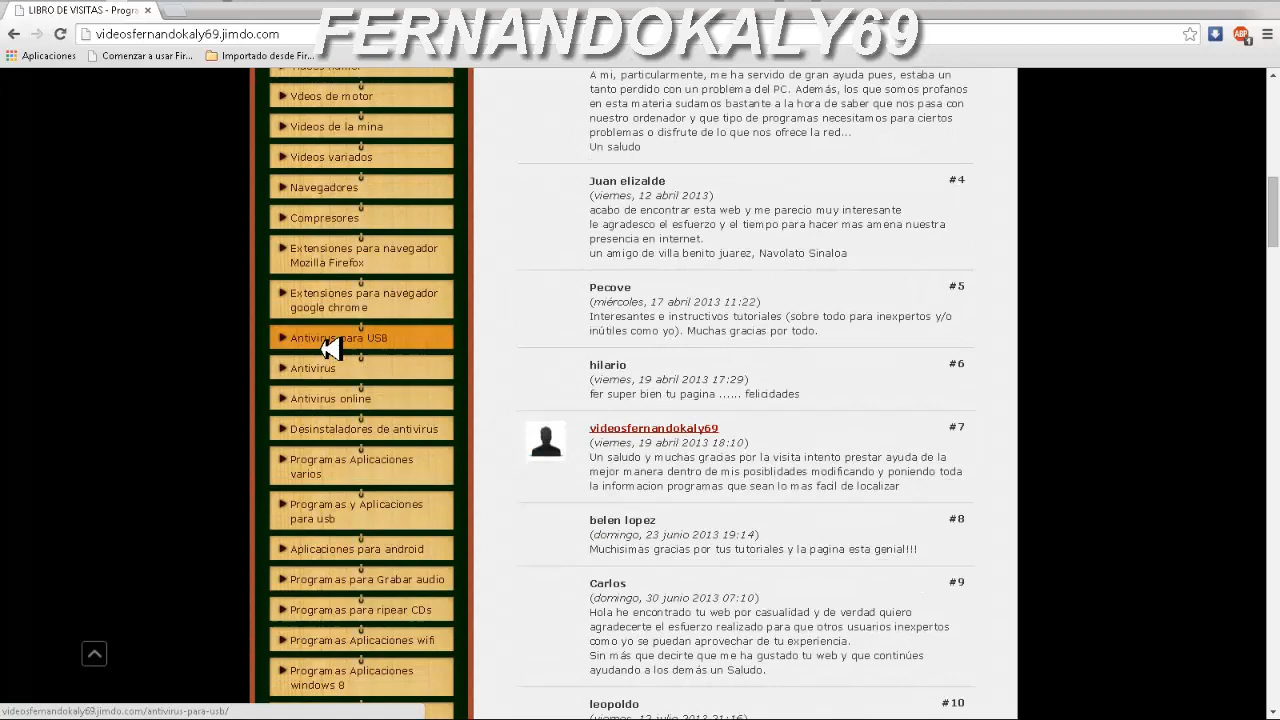 LIBRO DE VISITAS - Progra
FERNANDOKALY69
videosfernandokaly69.jimdo.com
ABP
Aplicaciones
Comenzar a usar Fir...
Importado desde Fir...
Vdeos de motor
Videos de la mina
Videos variados
Navegadores
Compresores
Extensiones para navegador
Mozilla Firefox
Extensiones para navegador
google chrome
Antivirus para USB
Antivirus
Antivirus online
Desinstaladores de antivirus
Programas Aplicaciones
varios
Programas y Aplicaciones
para usb
Aplicaciones para android
Programas para Grabar audio
Programas para ripear CDs
Programas Aplicaciones wifi
Programas Aplicaciones
windows 8
A mi, particularmente, me ha servido de gran ayuda pues, estaba un
tanto perdido con un problema del PC. Además, los que somos profanos
en esta materia sudamos bastante a la hora de saber que nos pasa con
nuestro ordenador y que tipo de programas necesitamos para ciertos
problemas o disfrute de lo que nos ofrece la red...
Un saludo
Juan elizalde #4
(viernes, 12 abril 2013)
acabo de encontrar esta web y me parecio muy interesante
le agradesco el esfuerzo y el tiempo para hacer mas amena nuestra
presencia en internet.
un amigo de villa benito juarez, Navolato Sinaloa
Pecove #5
(miércoles, 17 abril 2013 11:22)
Interesantes e instructivos tutoriales (sobre todo para inexpertos y/o
inútiles como yo). Muchas gracias por todo.
hilario #6
(viernes, 19 abril 2013 17:29)
fer super bien tu pagina ...... felicidades
videosfernandokaly69 #7
(viernes, 19 abril 2013 18:10)
Un saludo y muchas gracias por la visita intento prestar ayuda de la
mejor manera dentro de mis posiblidades modificando y poniendo toda
la informacion programas que sean lo mas facil de localizar
belen lopez #8
(domingo, 23 junio 2013 19:14)
Muchisimas gracias por tus tutoriales y la pagina esta genial!!!
Carlos #9
(domingo, 30 junio 2013 07:10)
Hola he encontrado tu web por casualidad y de verdad quiero
agradecerte el esfuerzo realizado para que otros usuarios inexpertos
como yo se puedan aprovechar de tu experiencia.
Sin más que decirte que me ha gustado tu web y que continúes
ayudando a los demás un Saludo.
leopoldo #10
videosfernandokaly69.jimdo.com/antivirus-para-usb/